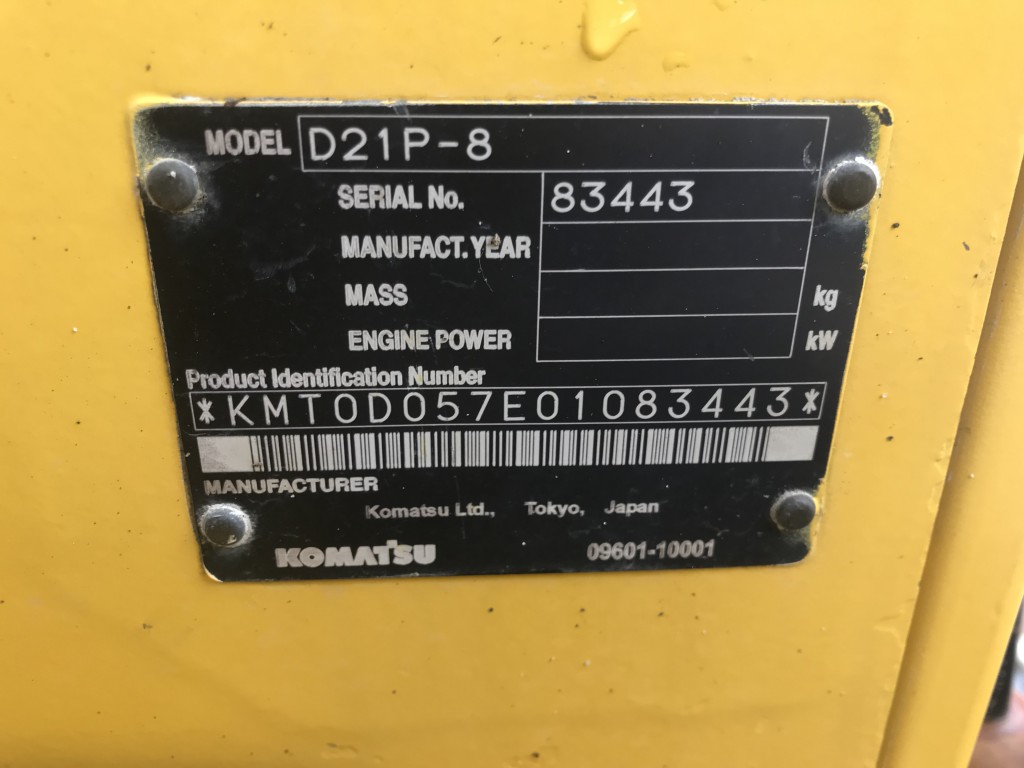 MODEL D21P-8
SERIAL No. 83443
MANUFACT. YEAR
MASS kg
ENGINE POWER kW
Product Identification Number
*KMT0D057E01083443*
MANUFACTURER
Komatsu Ltd., Tokyo, Japan
KOMATSU 09601-10001